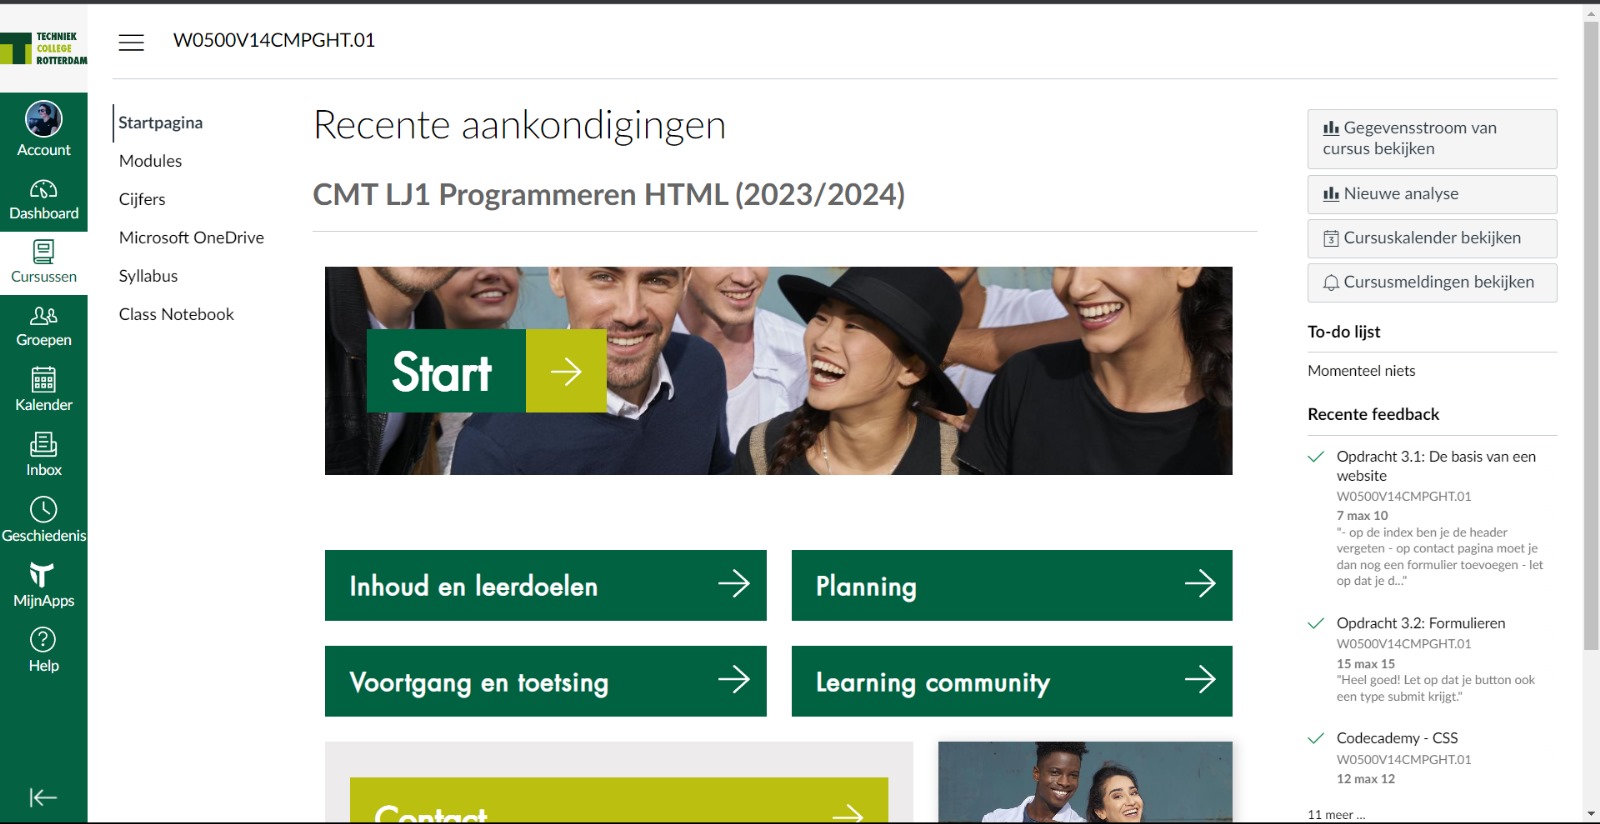 TECHNIEK
COLLEGE
ROTTERDAM
Account
Dashboard
Cursussen
Groepen
Kalender
Inbox
Geschiedenis
MijnApps
Help
W0500V14CMPGHT.01
Startpagina
Modules
Cijfers
Microsoft OneDrive
Syllabus
Class Notebook
Recente aankondigingen
CMT LJ1 Programmeren HTML (2023/2024)
Start
Inhoud en leerdoelen
Planning
Voortgang en toetsing
Learning community
Contact
Gegevensstroom van
cursus bekijken
Nieuwe analyse
3 Cursuskalender bekijken
Cursusmeldingen bekijken
To-do lijst
Momenteel niets
Recente feedback
Opdracht 3.1: De basis van een
website
W0500V14CMPGHT.01
7 max 10
"- op de index ben je de header
vergeten - op contact pagina moet je
dan nog een formulier toevoegen - let
op dat je d..."
Opdracht 3.2: Formulieren
W0500V14CMPGHT.01
15 max 15
"Heel goed! Let op dat je button ook
een type submit krijgt."
Codecademy - CSS
W0500V14CMPGHT.01
12 max 12
11 meer ...